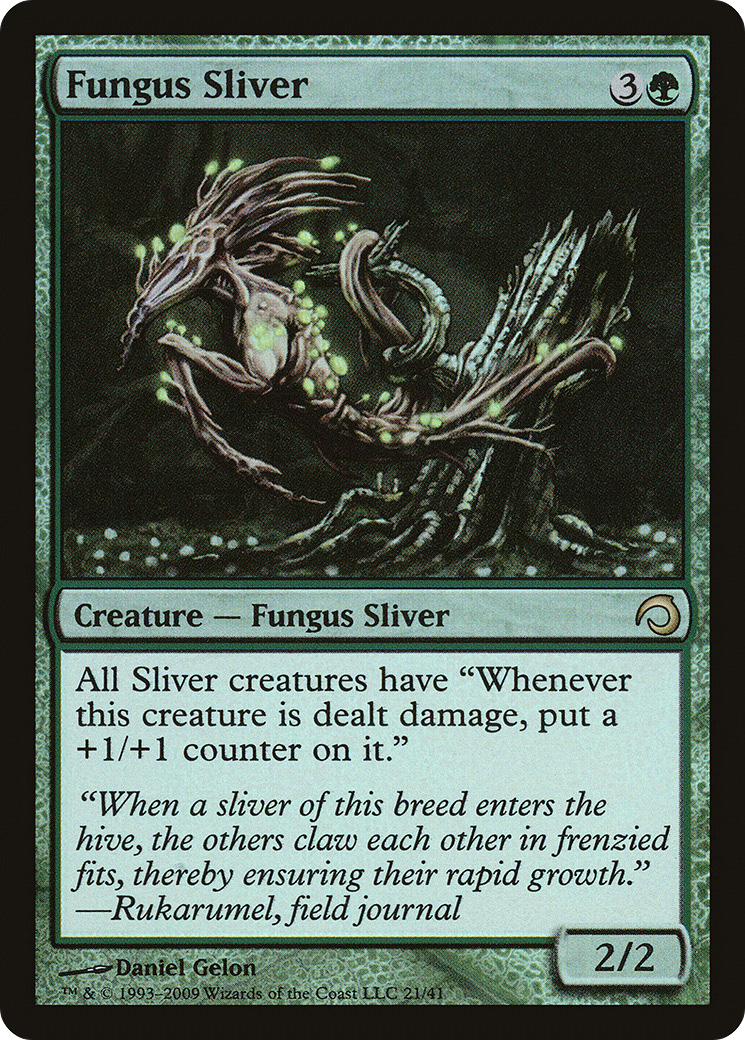 Fungus Sliver 3
Creature — Fungus Sliver
All Sliver creatures have “Whenever
this creature is dealt damage, put a
+1/+1 counter on it.”
“When a sliver of this breed enters the
hive, the others claw each other in frenzied
fits, thereby ensuring their rapid growth.”
—Rukarumel, field journal
2/2
Daniel Gelon
™ & © 1993–2009 Wizards of the Coast LLC 21/41